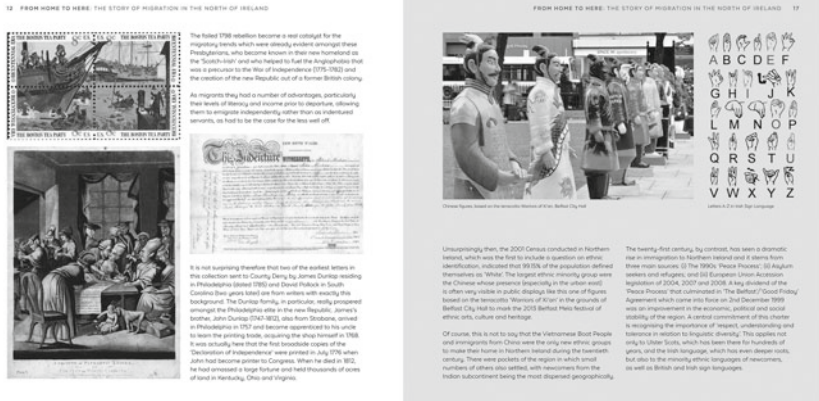 12 FROM HOME TO HERE: THE STORY OF MIGRATION IN THE NORTH OF IRELAND
THE BOSTON TEA PARTY
THE BOSTON TEA PARTY
THE BOSTON TEA PARTY
THE BOSTON TEA PARTY
The failed 1798 rebellion became a real catalyst for the
migratory trends which were already evident amongst these
Presbyterians, who became known in their new homeland as
the 'Scotch-Irish' and who helped to fuel the Anglophobia that
was a precursor to the War of Independence (1775-1782) and
the creation of the new Republic out of a former British colony.
As migrants they had a number of advantages, particularly
their levels of literacy and income prior to departure, allowing
them to emigrate independently rather than as indentured
servants, as had to be the case for the less well off.
This Indenture
It is not surprising therefore that two of the earliest letters in
this collection sent to County Derry by James Dunlop residing
in Philadelphia (dated 1785) and David Pollock in South
Carolina (two years later) are from writers with exactly this
background. The Dunlop family, in particular, really prospered
amongst the Philadelphia elite in the new Republic. James's
brother, John Dunlap (1747-1812), also from Strabane, arrived
in Philadelphia in 1757 and become apprenticed to his uncle
to learn the printing trade, acquiring the shop himself in 1768.
It was actually here that the first broadside copies of the
'Declaration of Independence' were printed in July 1776 when
John had become printer to Congress. When he died in 1812,
he had amassed a large fortune and held thousands of acres
of land in Kentucky, Ohio and Virginia.
FROM HOME TO HERE: THE STORY OF MIGRATION IN THE NORTH OF IRELAND 17
A B C D E F
G H I J K
L M N O P
Q R S T U
V W X Y Z
Chinese figures, based on the terracotta Warriors of Xi'an, Belfast City Hall
Letters A-Z in Irish Sign Language
Unsurprisingly then, the 2001 Census conducted in Northern
Ireland, which was the first to include a question on ethnic
identification, indicated that 99.15% of the population defined
themselves as 'White'. The largest ethnic minority group were
the Chinese whose presence (especially in the urban east)
is often very visible in public displays like this one of figures
based on the terracotta 'Warriors of Xi'an' in the grounds of
Belfast City Hall to mark the 2013 Belfast Mela festival of
ethnic arts, culture and heritage.
Of course, this is not to say that the Vietnamese Boat People
and immigrants from China were the only new ethnic groups
to make their home in Northern Ireland during the twentieth
century. There were pockets of the region in which small
numbers of others also settled, with newcomers from the
Indian subcontinent being the most dispersed geographically.
The twenty-first century, by contrast, has seen a dramatic
rise in immigration to Northern Ireland and it stems from
three main sources: (i) The 1990s 'Peace Process'; (ii) Asylum
seekers and refugees; and (iii) European Union Accession
legislation of 2004, 2007 and 2008. A key dividend of the
'Peace Process' that culminated in 'The Belfast/'Good Friday'
Agreement which came into force on 2nd December 1999
was an improvement in the economic, political and social
stability of the region. A central commitment of this charter
is recognising the importance of 'respect, understanding and
tolerance in relation to linguistic diversity'. This applies not
only to Ulster Scots, which has been there for hundreds of
years, and the Irish language, which has even deeper roots,
but also to the minority ethnic languages of newcomers,
as well as British and Irish sign languages.